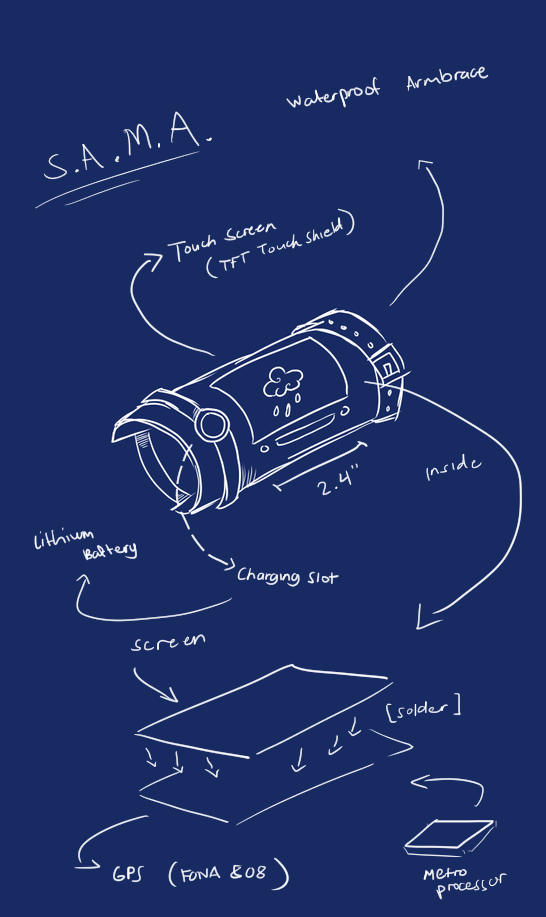 Waterproof Armbrace
S.A.M.A.
Touch Screen
(TFT Touch Shield)
2.4"
Inside
Lithium
Battery
Charging Slot
Screen
[solder]
GPS (FONA 808)
Metro
processor